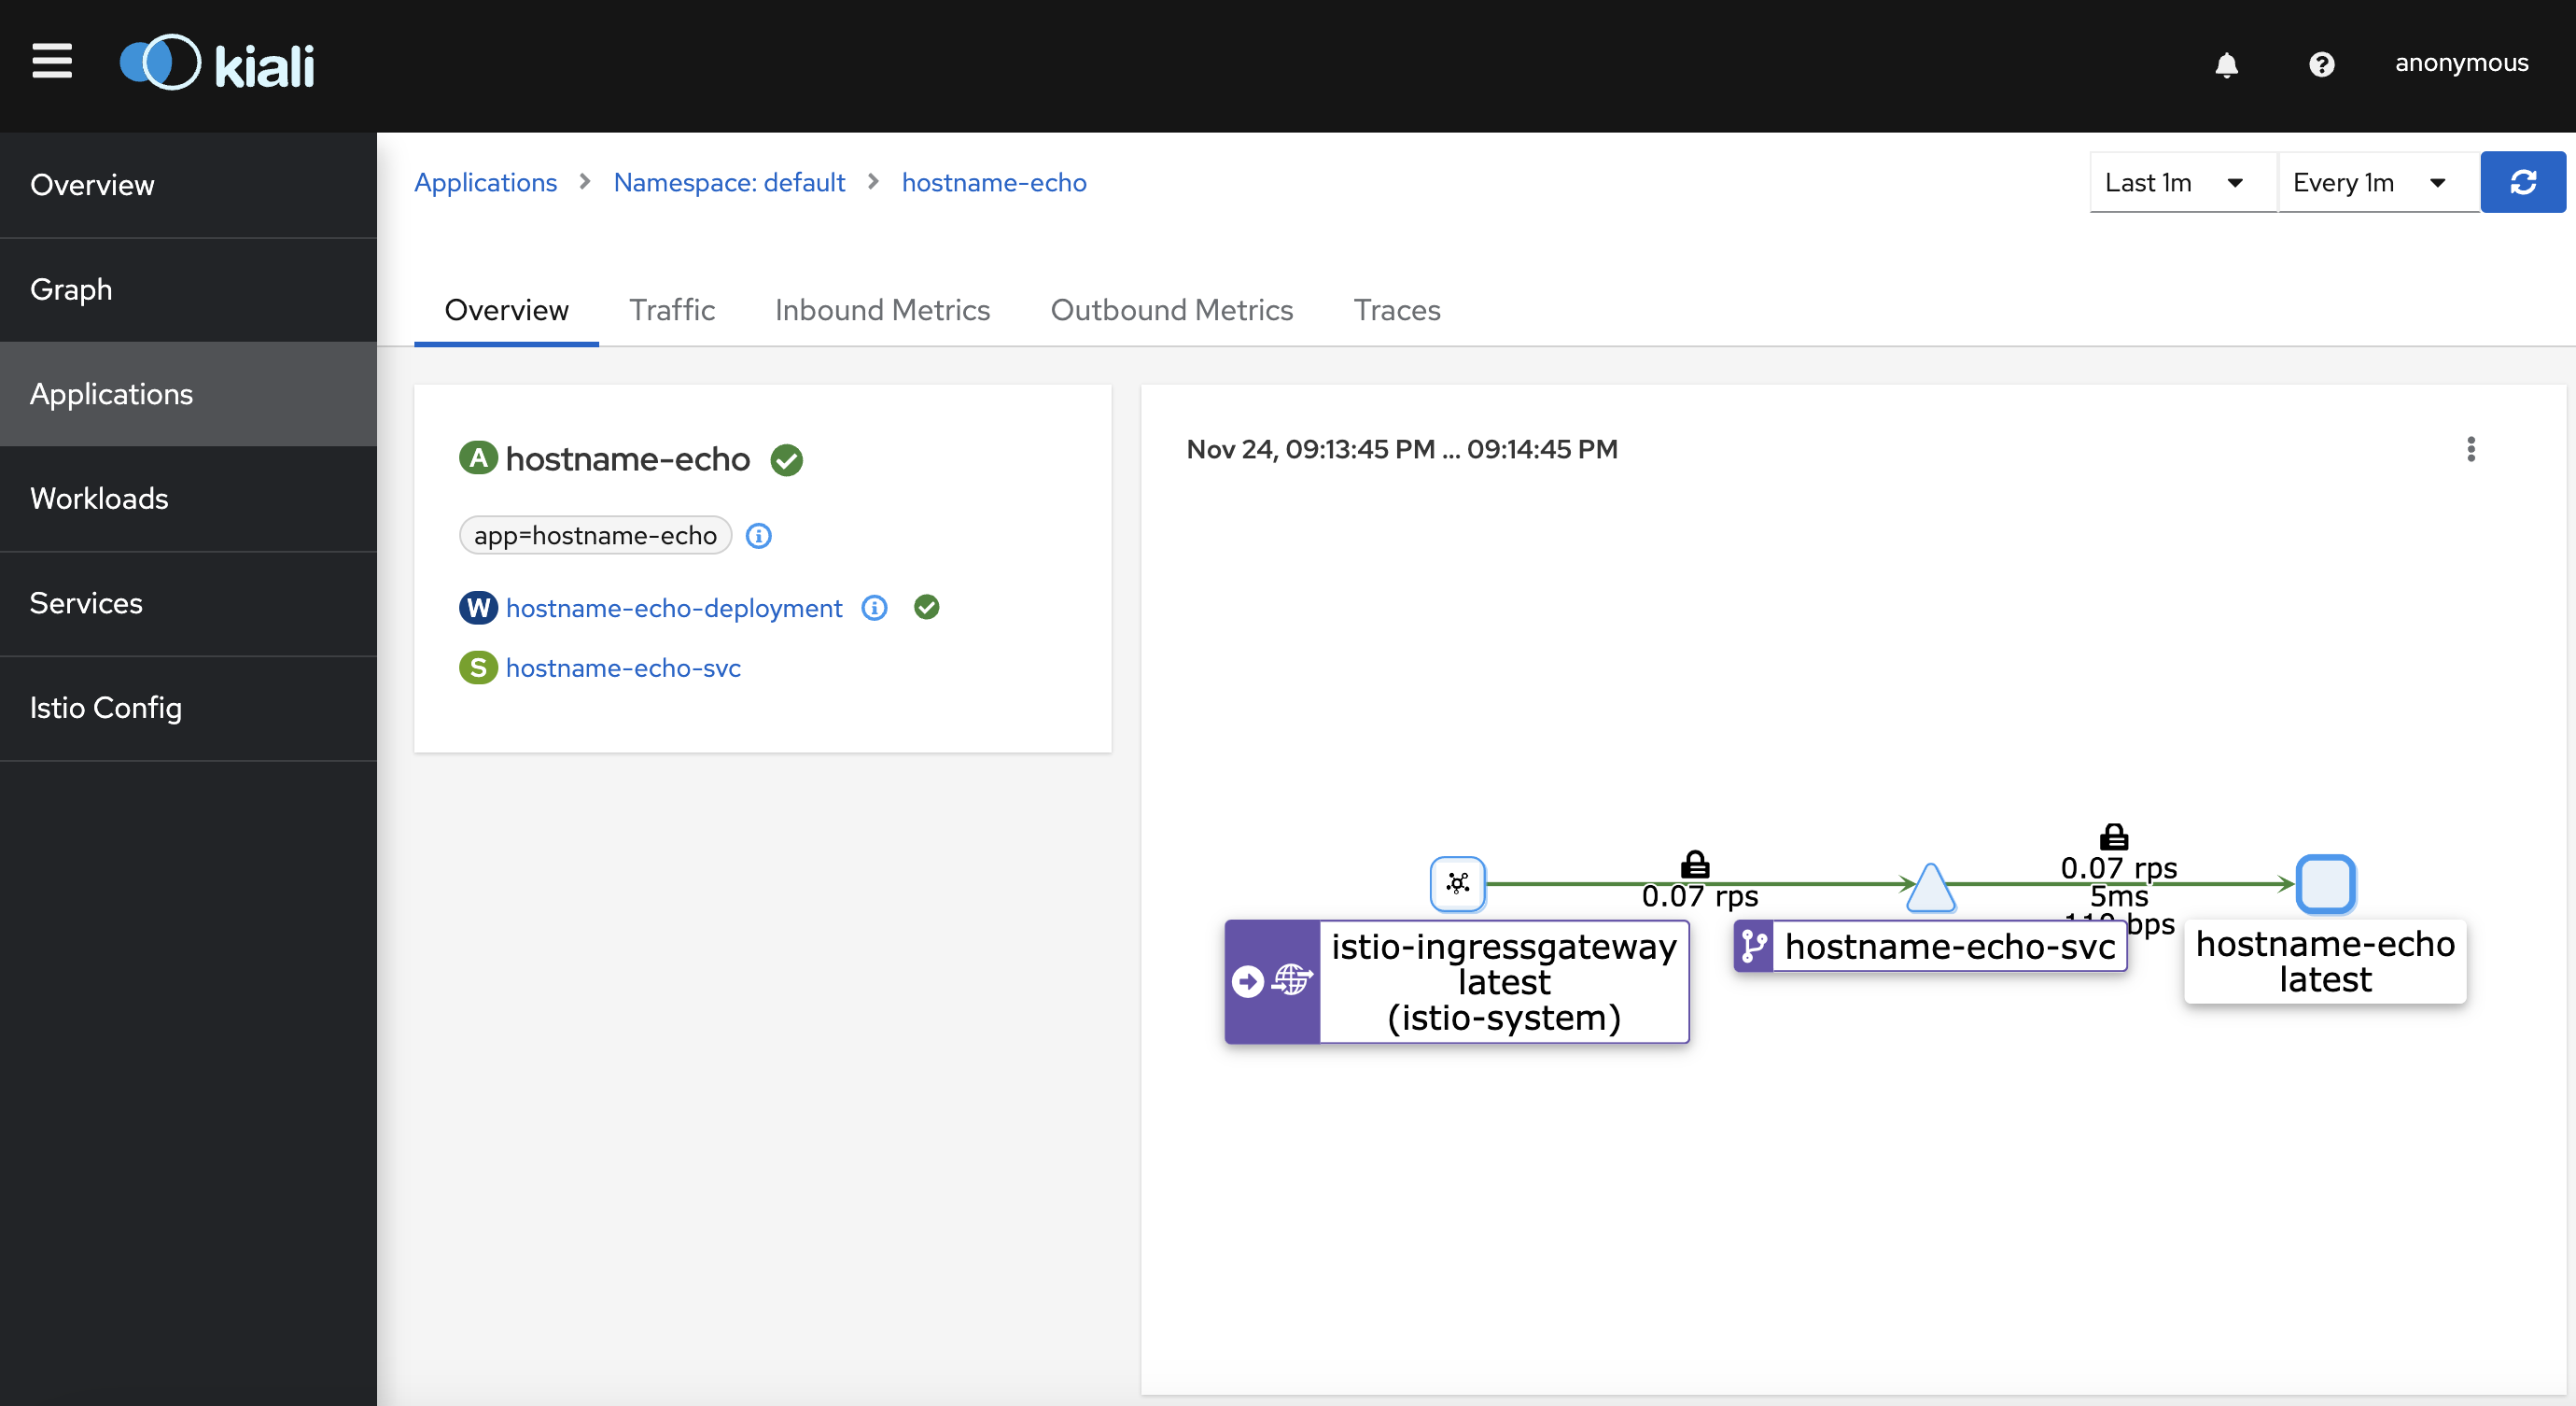 kiali
anonymous
Overview
Graph
Applications
Workloads
Services
Istio Config
Applications > Namespace: default > hostname-echo
Last 1m
Every 1m
Overview Traffic Inbound Metrics Outbound Metrics Traces
A hostname-echo
app=hostname-echo
W hostname-echo-deployment
S hostname-echo-svc
Nov 24, 09:13:45 PM ... 09:14:45 PM
0.07 rps
0.07 rps
5ms
bps
istio-ingressgateway
latest
(istio-system)
hostname-echo-svc
hostname-echo
latest